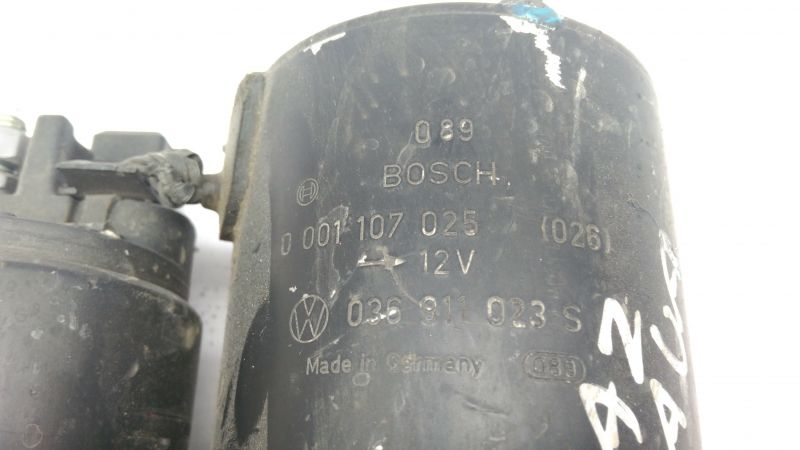 089
BOSCH
0 001 107 025 (026)
12V
036 911 023 S
Made in Germany 089